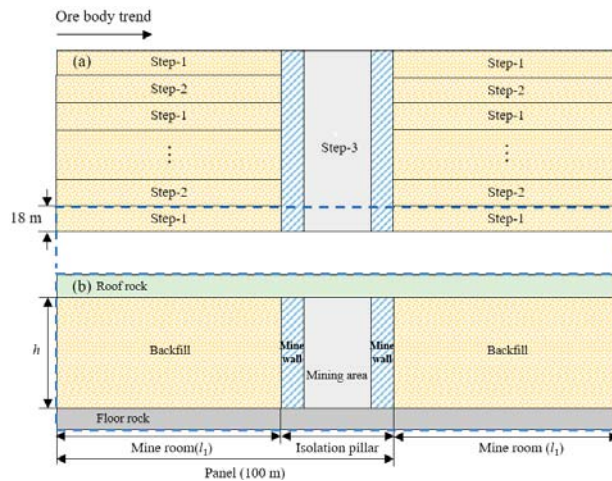 Ore body trend
(a)
Step-1
Step-1
Step-2
Step-2
Step-1
Step-1
Step-3
⋮
⋮
Step-2
Step-2
18 m
Step-1
Step-1
(b)
Roof rock
h
Backfill
Mine
wall
Mining area
Mine
wall
Backfill
Floor rock
Mine room(l₁)
Isolation pillar
Mine room (l₁)
Panel (100 m)